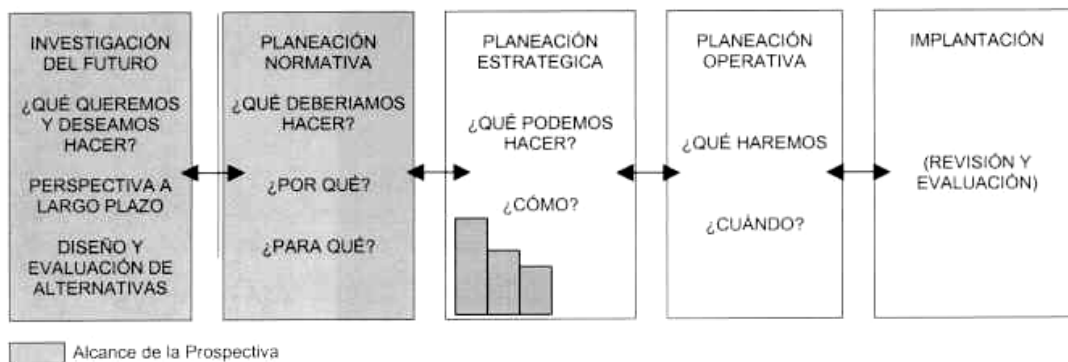 INVESTIGACIÓN
DEL FUTURO
¿QUÉ QUEREMOS
Y DESEAMOS
HACER?
PERSPECTIVA A
LARGO PLAZO
DISEÑO Y
EVALUACIÓN DE
ALTERNATIVAS
PLANEACIÓN
NORMATIVA
¿QUÉ DEBERIAMOS
HACER?
¿POR QUÉ?
¿PARA QUÉ?
PLANEACIÓN
ESTRATEGICA
¿QUÉ PODEMOS
HACER?
¿CÓMO?
PLANEACIÓN
OPERATIVA
¿QUÉ HAREMOS
¿CUÁNDO?
IMPLANTACIÓN
(REVISIÓN Y
EVALUACIÓN)
Alcance de la Prospectiva